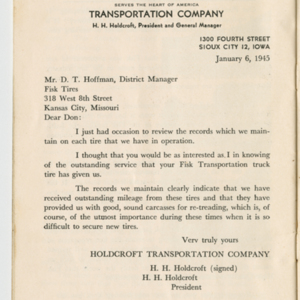 SERVES THE HEART OF AMERICA
TRANSPORTATION COMPANY
H. H. Holdcroft, President and General Manager
1300 FOURTH STREET
SIOUX CITY 12, IOWA
January 6, 1945
Mr. D. T. Hoffman, District Manager
Fisk Tires
318 West 8th Street
Kansas City, Missouri
Dear Don:
I just had occasion to review the records which we main-
tain on each tire that we have in operation.
I thought that you would be as interested as I in knowing
of the outstanding service that your Fisk Transportation truck
tire has given us.
The records we maintain clearly indicate that we have
received outstanding mileage from these tires and that they have
provided us with good, sound carcasses for re-treading, which is, of
course, of the utmost importance during these times when it is so
difficult to secure new tires.
Very truly yours
HOLDCROFT TRANSPORTATION COMPANY
H. H. Holdcroft (signed)
H. H. Holdcroft
President